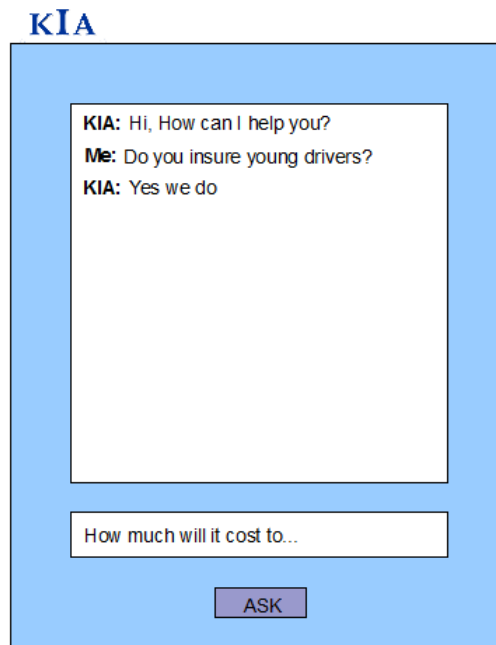 KIA
KIA: Hi, How can I help you?
Me: Do you insure young drivers?
KIA: Yes we do
How much will it cost to...
ASK